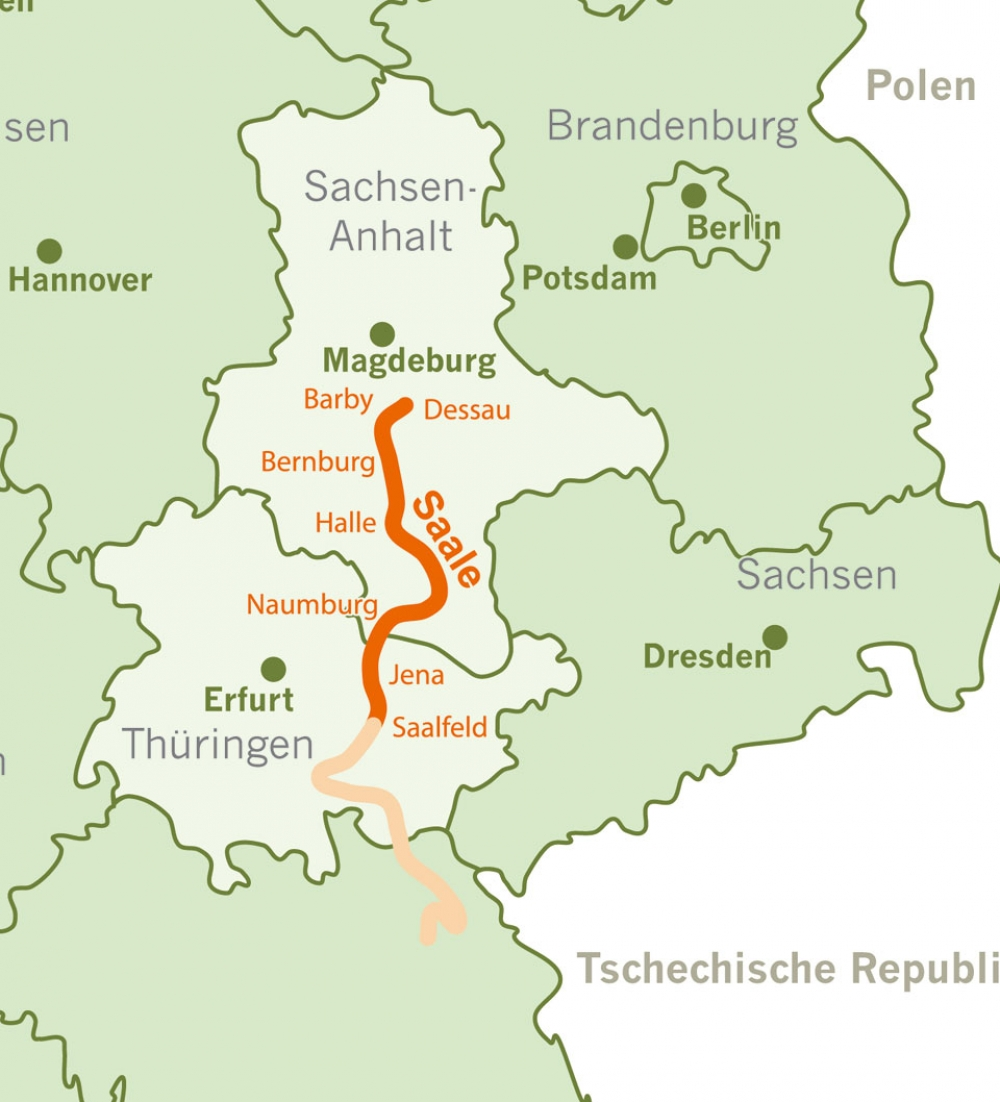 Polen
sen
Brandenburg
Sachsen-
Anhalt
Berlin
Hannover
Potsdam
Magdeburg
Barby
Dessau
Bernburg
Saale
Halle
Sachsen
Naumburg
Dresden
Jena
Erfurt
Saalfeld
Thüringen
Tschechische Republi